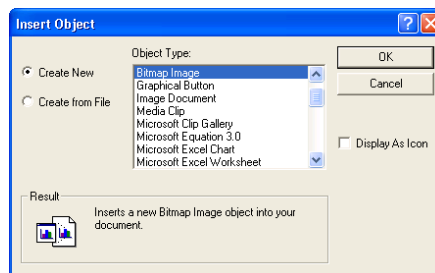 Insert Object
Object Type:
Create New
Create from File
Bitmap Image
Graphical Button
Image Document
Media Clip
Microsoft Clip Gallery
Microsoft Equation 3.0
Microsoft Excel Chart
Microsoft Excel Worksheet
OK
Cancel
Display As Icon
Result
Inserts a new Bitmap Image object into your
document.